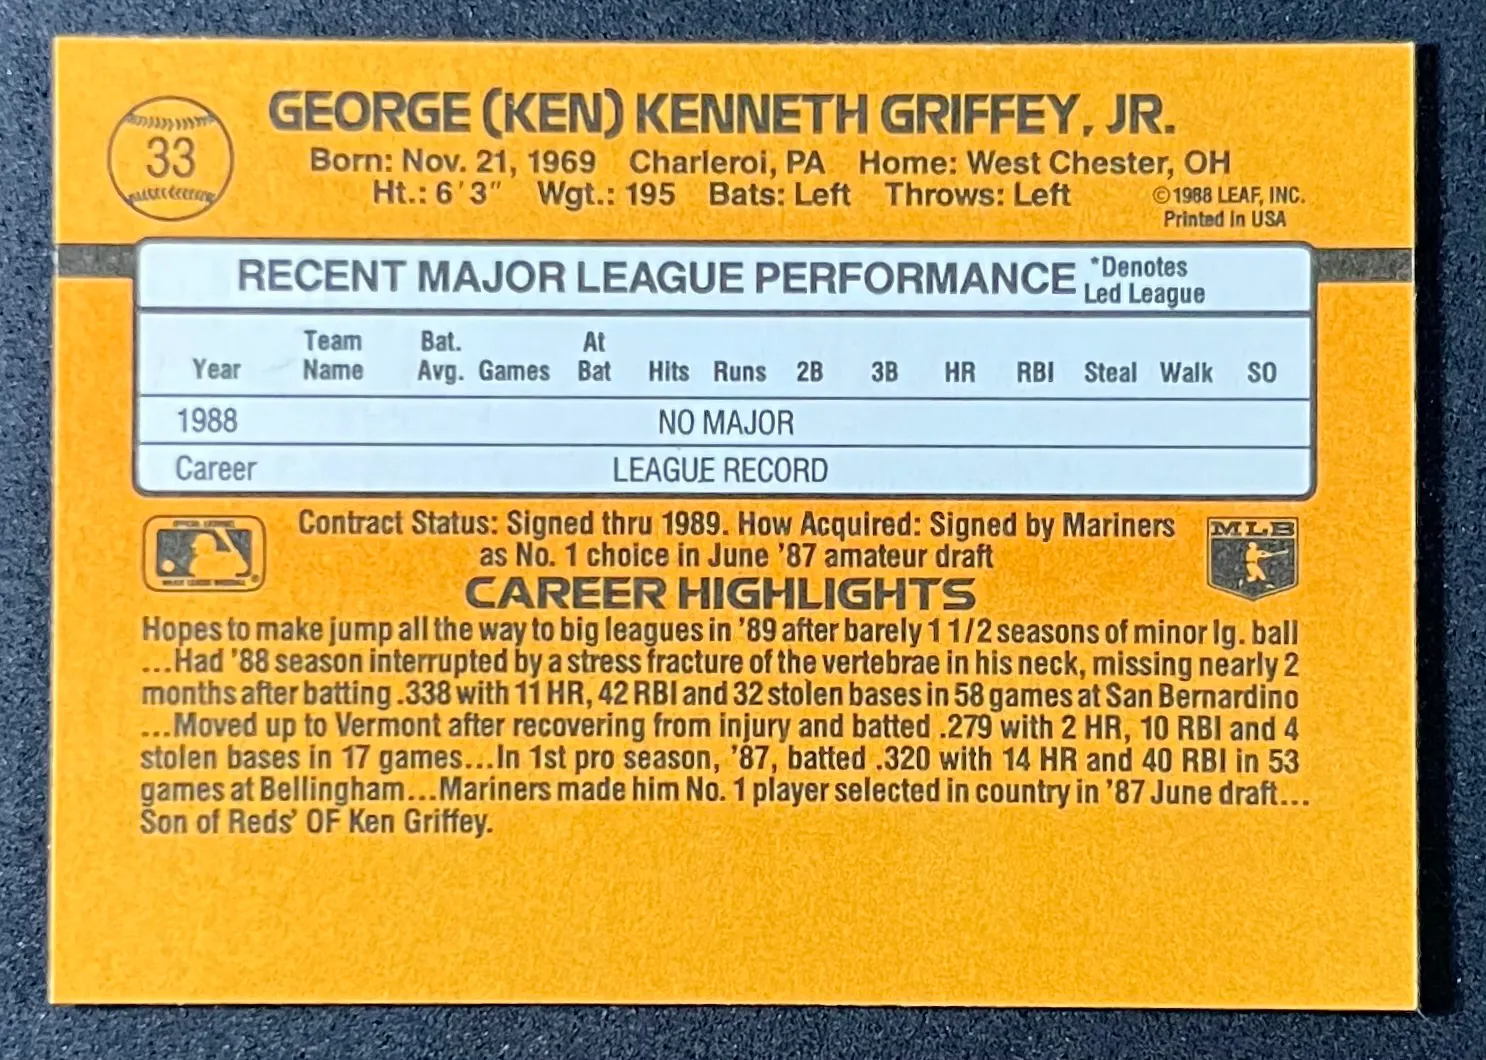 33
GEORGE (KEN) KENNETH GRIFFEY, JR.
Born: Nov. 21, 1969 Charleroi, PA Home: West Chester, OH
Ht.: 6'3" Wgt.: 195 Bats: Left Throws: Left
©1988 LEAF, INC.
Printed in USA
RECENT MAJOR LEAGUE PERFORMANCE
*Denotes
Led League
Year Team Name Bat. Avg. Games At Bat Hits Runs 2B 3B HR RBI Steal Walk SO
1988 NO MAJOR
Career LEAGUE RECORD
Contract Status: Signed thru 1989. How Acquired: Signed by Mariners
as No. 1 choice in June '87 amateur draft
MLB
CAREER HIGHLIGHTS
Hopes to make jump all the way to big leagues in '89 after barely 1 1/2 seasons of minor lg. ball
...Had '88 season interrupted by a stress fracture of the vertebrae in his neck, missing nearly 2
months after batting .338 with 11 HR, 42 RBI and 32 stolen bases in 58 games at San Bernardino
...Moved up to Vermont after recovering from injury and batted .279 with 2 HR, 10 RBI and 4
stolen bases in 17 games...In 1st pro season, '87, batted .320 with 14 HR and 40 RBI in 53
games at Bellingham...Mariners made him No. 1 player selected in country in '87 June draft...
Son of Reds' OF Ken Griffey.